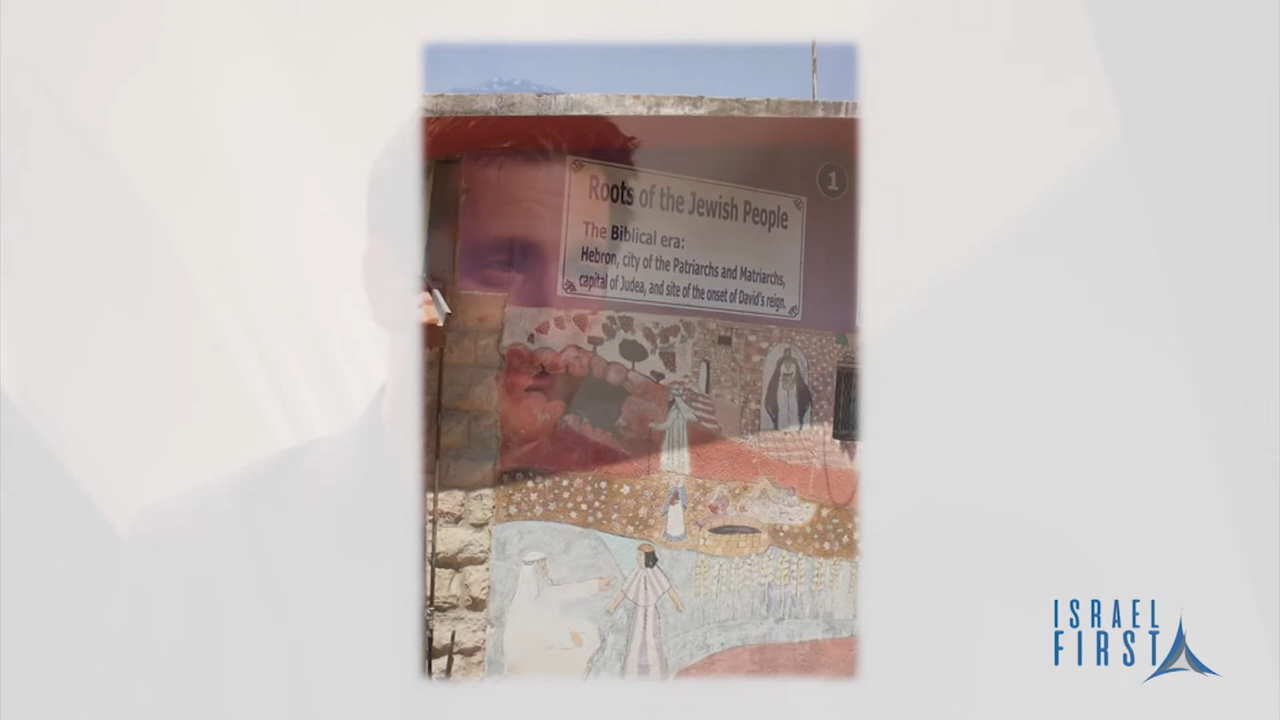 Roots of the Jewish People
1
The Biblical era:
Hebron, city of the Patriarchs and Matriarchs,
capital of Judea, and site of the onset of David's reign.
ISRAEL
FIRST